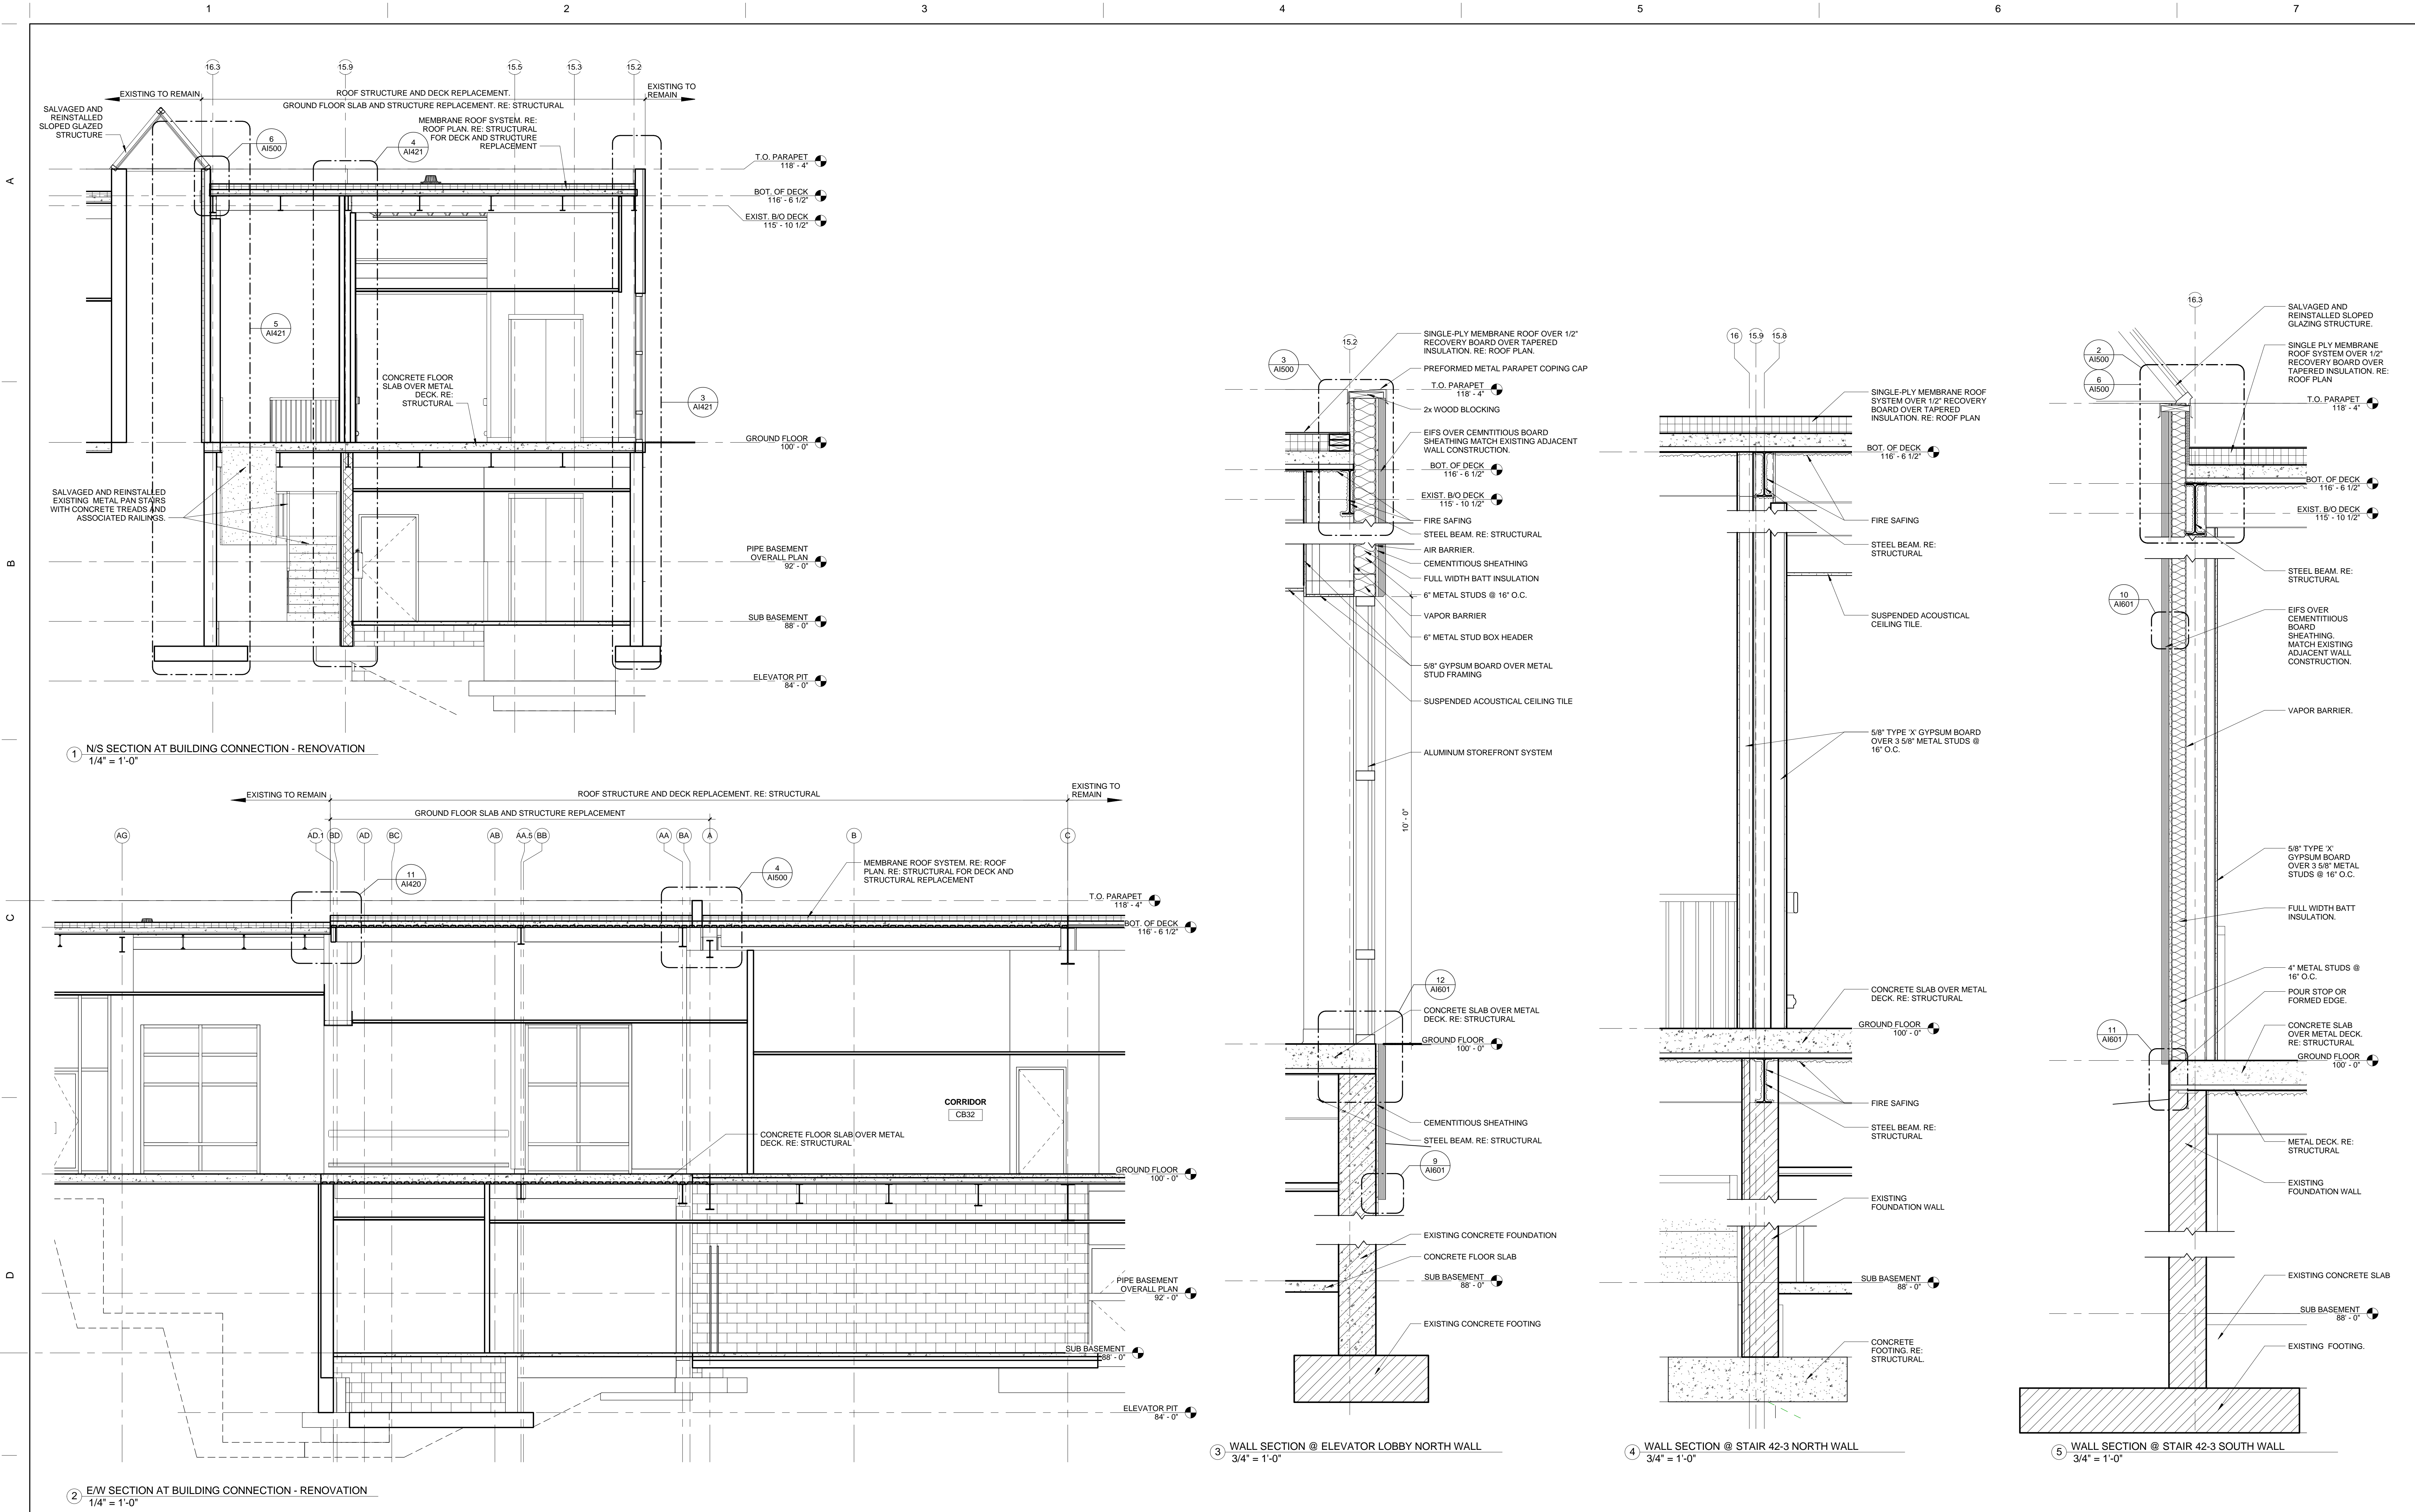 1
2
3
4
5
6
7
A
B
C
D
16.3
15.9
15.5
15.3
15.2
EXISTING TO REMAIN
ROOF STRUCTURE AND DECK REPLACEMENT.
EXISTING TO
REMAIN
GROUND FLOOR SLAB AND STRUCTURE REPLACEMENT. RE: STRUCTURAL
SALVAGED AND
REINSTALLED
SLOPED GLAZED
STRUCTURE
MEMBRANE ROOF SYSTEM. RE:
ROOF PLAN. RE: STRUCTURAL
FOR DECK AND STRUCTURE
REPLACEMENT
6
AI500
4
AI421
T.O. PARAPET
118' - 4"
BOT. OF DECK
116' - 6 1/2"
EXIST. B/O DECK
115' - 10 1/2"
5
AI421
CONCRETE FLOOR
SLAB OVER METAL
DECK. RE:
STRUCTURAL
3
AI421
GROUND FLOOR
100' - 0"
SALVAGED AND REINSTALLED
EXISTING METAL PAN STAIRS
WITH CONCRETE TREADS AND
ASSOCIATED RAILINGS.
PIPE BASEMENT
OVERALL PLAN
92' - 0"
SUB BASEMENT
88' - 0"
ELEVATOR PIT
84' - 0"
1
N/S SECTION AT BUILDING CONNECTION - RENOVATION
1/4" = 1'-0"
EXISTING TO REMAIN
ROOF STRUCTURE AND DECK REPLACEMENT. RE: STRUCTURAL
EXISTING TO
REMAIN
GROUND FLOOR SLAB AND STRUCTURE REPLACEMENT
AG
AD.1
BD
AD
BC
AB
AA.5
BB
AA
BA
A
B
C
11
AI420
4
AI500
MEMBRANE ROOF SYSTEM. RE: ROOF
PLAN. RE: STRUCTURAL FOR DECK AND
STRUCTURAL REPLACEMENT
T.O. PARAPET
118' - 4"
BOT. OF DECK
116' - 6 1/2"
CORRIDOR
CB32
CONCRETE FLOOR SLAB OVER METAL
DECK. RE: STRUCTURAL
GROUND FLOOR
100' - 0"
PIPE BASEMENT
OVERALL PLAN
92' - 0"
SUB BASEMENT
88' - 0"
ELEVATOR PIT
84' - 0"
2
E/W SECTION AT BUILDING CONNECTION - RENOVATION
1/4" = 1'-0"
15.2
3
AI500
SINGLE-PLY MEMBRANE ROOF OVER 1/2"
RECOVERY BOARD OVER TAPERED
INSULATION. RE: ROOF PLAN.
PREFORMED METAL PARAPET COPING CAP
T.O. PARAPET
118' - 4"
2x WOOD BLOCKING
EIFS OVER CEMNTITIOUS BOARD
SHEATHING MATCH EXISTING ADJACENT
WALL CONSTRUCTION.
BOT. OF DECK
116' - 6 1/2"
EXIST. B/O DECK
115' - 10 1/2"
FIRE SAFING
STEEL BEAM. RE: STRUCTURAL
AIR BARRIER.
CEMENTITIOUS SHEATHING
FULL WIDTH BATT INSULATION
6" METAL STUDS @ 16" O.C.
VAPOR BARRIER
6" METAL STUD BOX HEADER
5/8" GYPSUM BOARD OVER METAL
STUD FRAMING
SUSPENDED ACOUSTICAL CEILING TILE
ALUMINUM STOREFRONT SYSTEM
10' - 0"
12
AI601
CONCRETE SLAB OVER METAL
DECK. RE: STRUCTURAL
GROUND FLOOR
100' - 0"
CEMENTITIOUS SHEATHING
STEEL BEAM. RE: STRUCTURAL
9
AI601
EXISTING CONCRETE FOUNDATION
CONCRETE FLOOR SLAB
SUB BASEMENT
88' - 0"
EXISTING CONCRETE FOOTING
3
WALL SECTION @ ELEVATOR LOBBY NORTH WALL
3/4" = 1'-0"
16
15.9
15.8
SINGLE-PLY MEMBRANE ROOF
SYSTEM OVER 1/2" RECOVERY
BOARD OVER TAPERED
INSULATION. RE: ROOF PLAN
BOT. OF DECK
116' - 6 1/2"
FIRE SAFING
STEEL BEAM. RE:
STRUCTURAL
SUSPENDED ACOUSTICAL
CEILING TILE.
5/8" TYPE 'X' GYPSUM BOARD
OVER 3 5/8" METAL STUDS @
16" O.C.
CONCRETE SLAB OVER METAL
DECK. RE: STRUCTURAL
GROUND FLOOR
100' - 0"
FIRE SAFING
STEEL BEAM. RE:
STRUCTURAL
EXISTING
FOUNDATION WALL
SUB BASEMENT
88' - 0"
CONCRETE
FOOTING. RE:
STRUCTURAL.
4
WALL SECTION @ STAIR 42-3 NORTH WALL
3/4" = 1'-0"
16.3
SALVAGED AND
REINSTALLED SLOPED
GLAZING STRUCTURE.
2
AI500
6
AI500
SINGLE PLY MEMBRANE
ROOF SYSTEM OVER 1/2"
RECOVERY BOARD OVER
TAPERED INSULATION. RE:
ROOF PLAN
T.O. PARAPET
118' - 4"
BOT. OF DECK
116' - 6 1/2"
EXIST. B/O DECK
115' - 10 1/2"
STEEL BEAM. RE:
STRUCTURAL
10
AI601
EIFS OVER
CEMENTITIIOUS
BOARD
SHEATHING.
MATCH EXISTING
ADJACENT WALL
CONSTRUCTION.
VAPOR BARRIER.
5/8" TYPE 'X'
GYPSUM BOARD
OVER 3 5/8" METAL
STUDS @ 16" O.C.
FULL WIDTH BATT
INSULATION.
4" METAL STUDS @
16" O.C.
POUR STOP OR
FORMED EDGE.
11
AI601
CONCRETE SLAB
OVER METAL DECK.
RE: STRUCTURAL
GROUND FLOOR
100' - 0"
METAL DECK. RE:
STRUCTURAL
EXISTING
FOUNDATION WALL
EXISTING CONCRETE SLAB
SUB BASEMENT
88' - 0"
EXISTING FOOTING.
5
WALL SECTION @ STAIR 42-3 SOUTH WALL
3/4" = 1'-0"